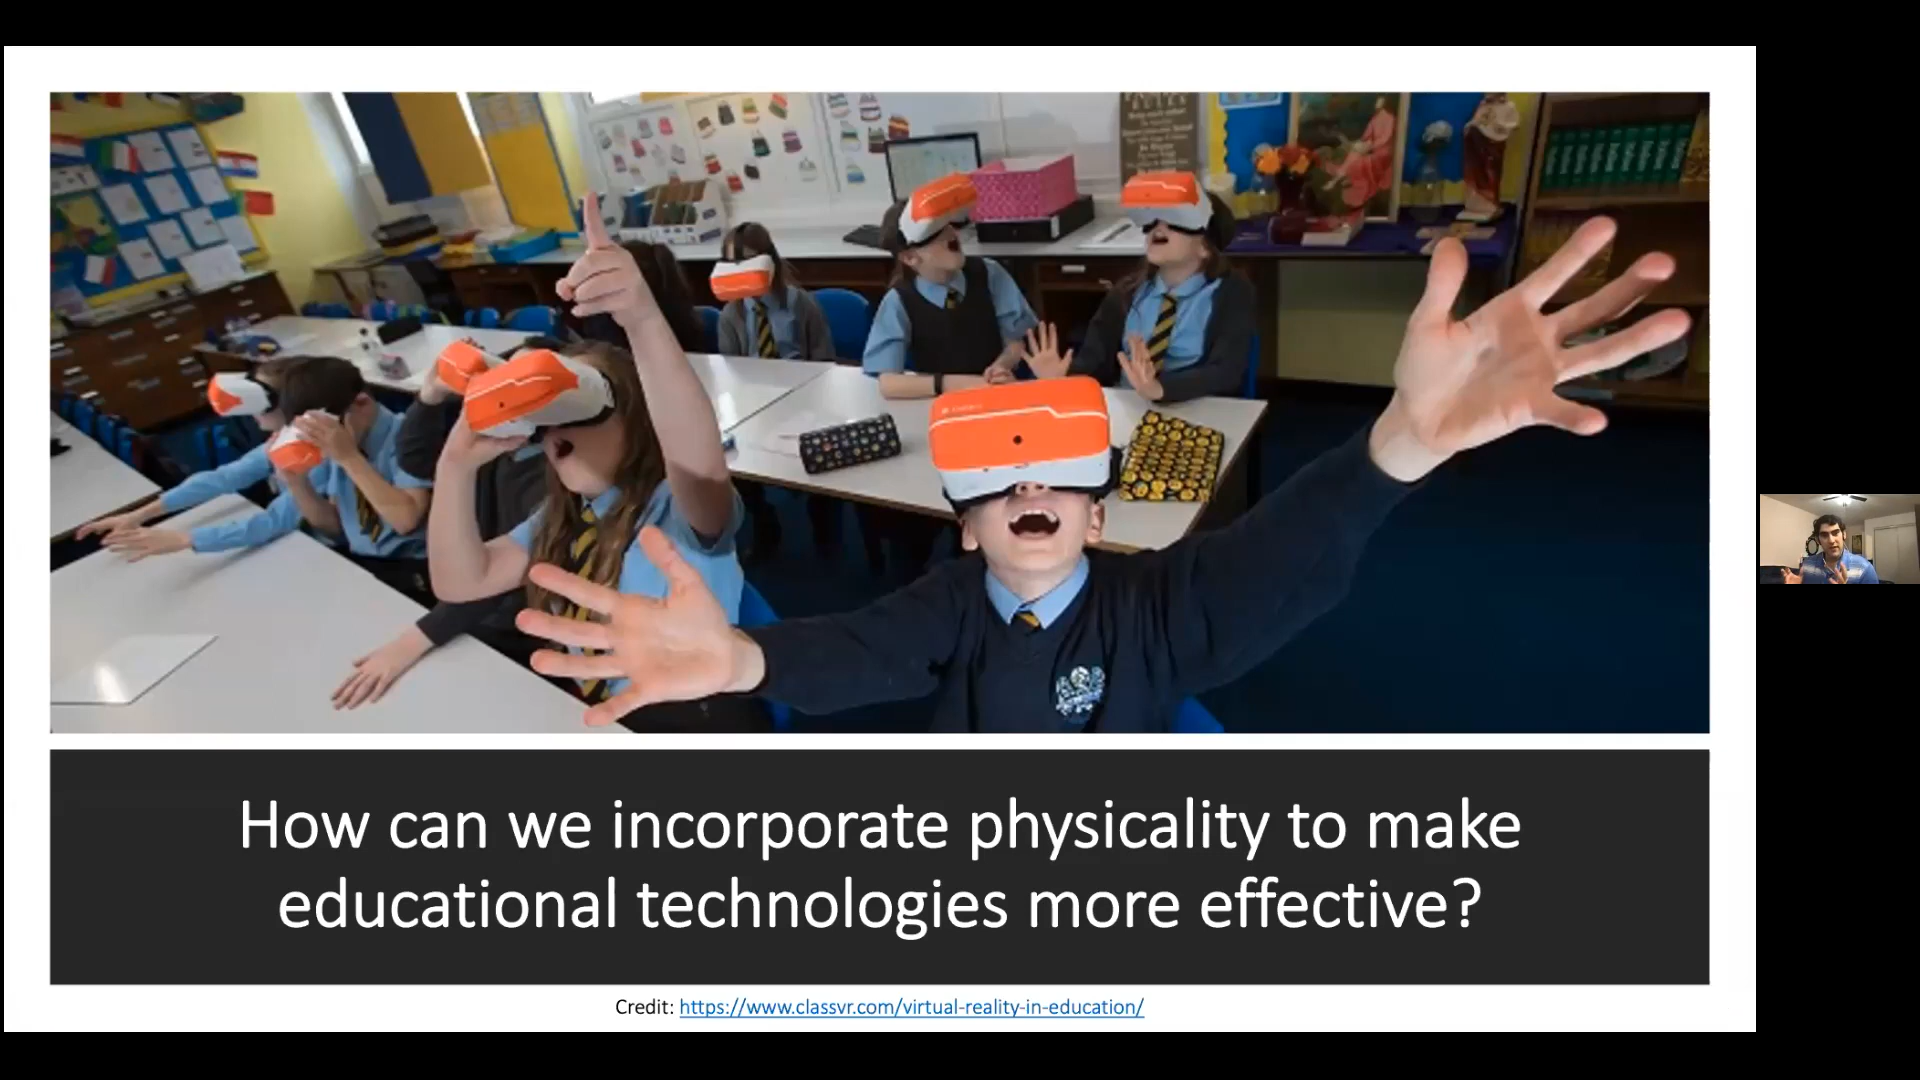 How can we incorporate physicality to make
educational technologies more effective?
Credit: https://www.classvr.com/virtual-reality-in-education/